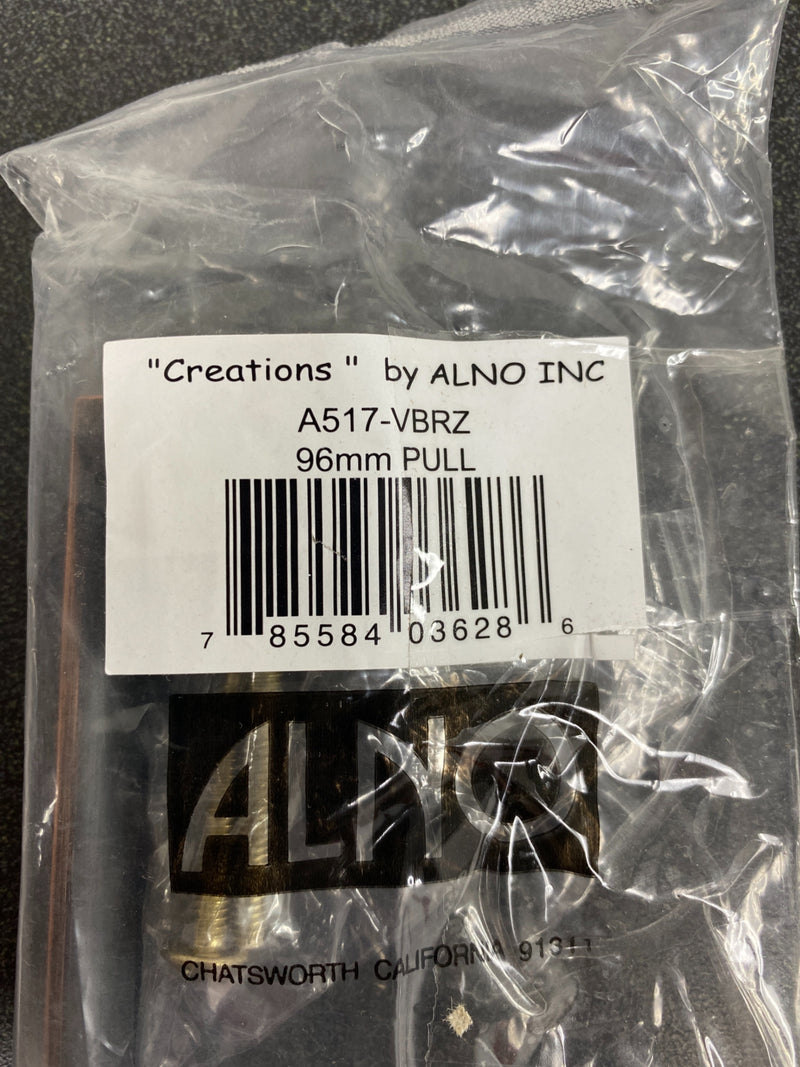 "Creations " by ALNO INC
A517-VBRZ
96mm PULL
7 85584 03628 6
ALNO
CHATSWORTH CALIFORNIA 91311